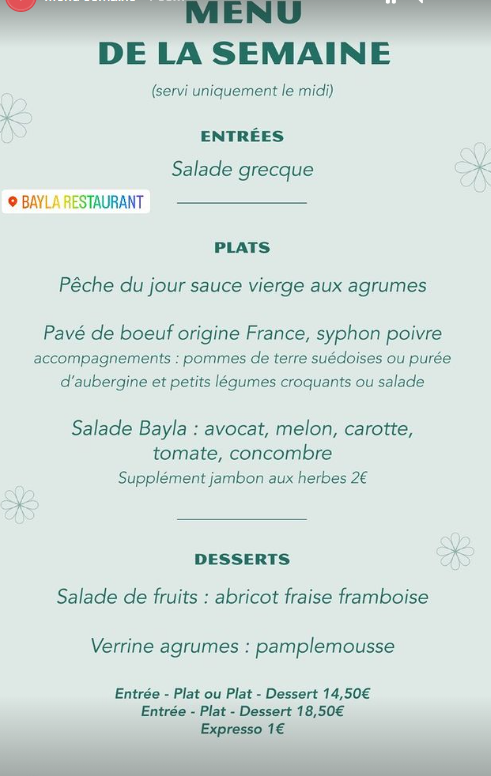 MENU
DE LA SEMAINE
(servi uniquement le midi)
ENTRÉES
Salade grecque
BAYLA RESTAURANT
PLATS
Pêche du jour sauce vierge aux agrumes
Pavé de boeuf origine France, syphon poivre
accompagnements : pommes de terre suédoises ou purée
d'aubergine et petits légumes croquants ou salade
Salade Bayla : avocat, melon, carotte,
tomate, concombre
Supplément jambon aux herbes 2€
DESSERTS
Salade de fruits : abricot fraise framboise
Verrine agrumes : pamplemousse
Entrée - Plat ou Plat - Dessert 14,50€
Entrée - Plat - Dessert 18,50€
Expresso 1€